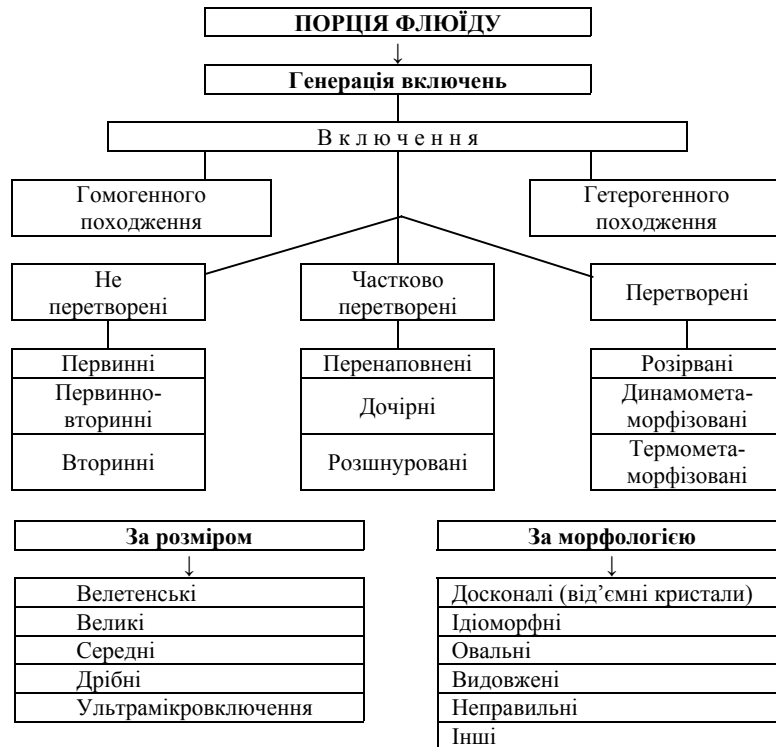 ПОРЦІЯ ФЛЮЇДУ
↓
Генерація включень
В к л ю ч е н н я
Гомогенного
походження
Гетерогенного
походження
Не
перетворені
Частково
перетворені
Перетворені
Первинні
Первинно-
вторинні
Вторинні
Перенаповнені
Дочірні
Розшнуровані
Розірвані
Динамомета-
морфізовані
Термомета-
морфізовані
За розміром
↓
Велетенські
Великі
Середні
Дрібні
Ультрамікровключення
За морфологією
↓
Досконалі (від’ємні кристали)
Ідіоморфні
Овальні
Видовжені
Неправильні
Інші